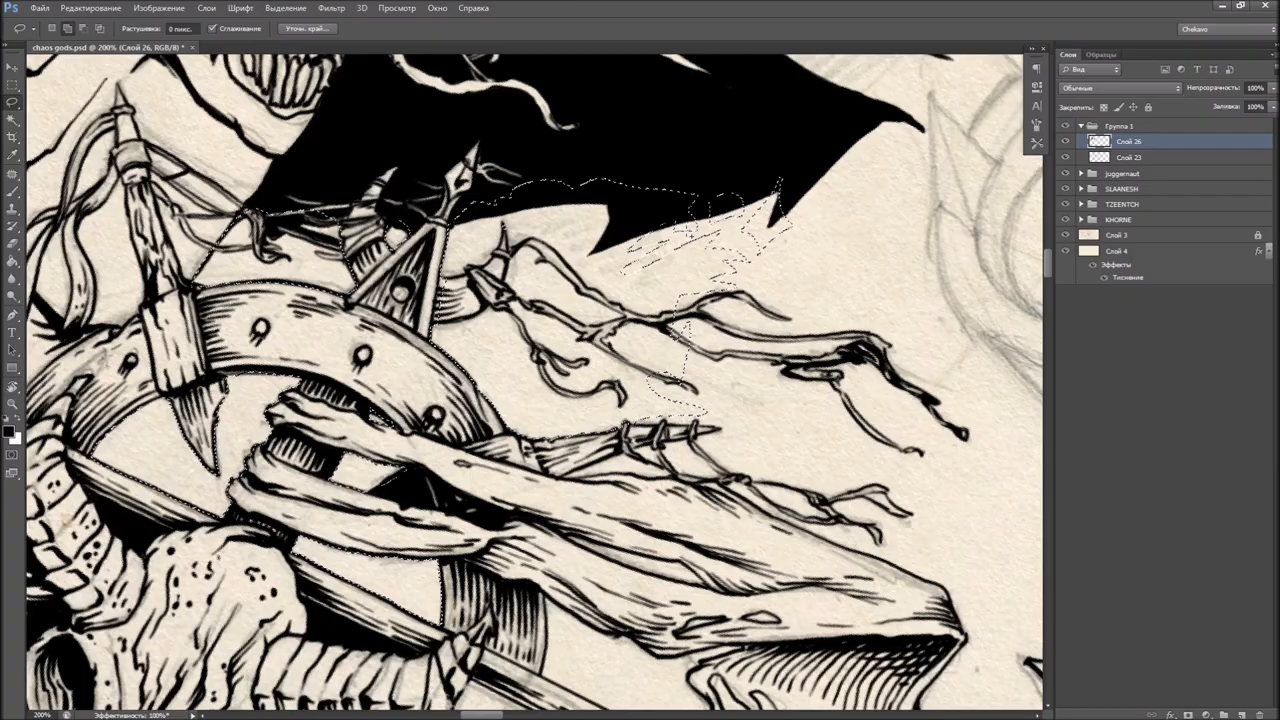 Ps Файл Редактирование Изображение Слои Шрифт Выделение Фильтр 3D Просмотр Окно Справка
Растушевка: 0 пикс. Сглаживание Уточн. край... Chekavo
chaos gods.psd @ 200% (Слой 26, RGB/8) * ×
Слои Образцы
Вид
Обычные Непрозрачность: 100%
Закрепить: Заливка: 100%
Группа 1
Слой 26
Слой 23
juggernaut
SLAANESH
TZEENTCH
KHORNE
Слой 3
Слой 4 fx
Эффекты
Тиснение
200% Эффективность: 100%*